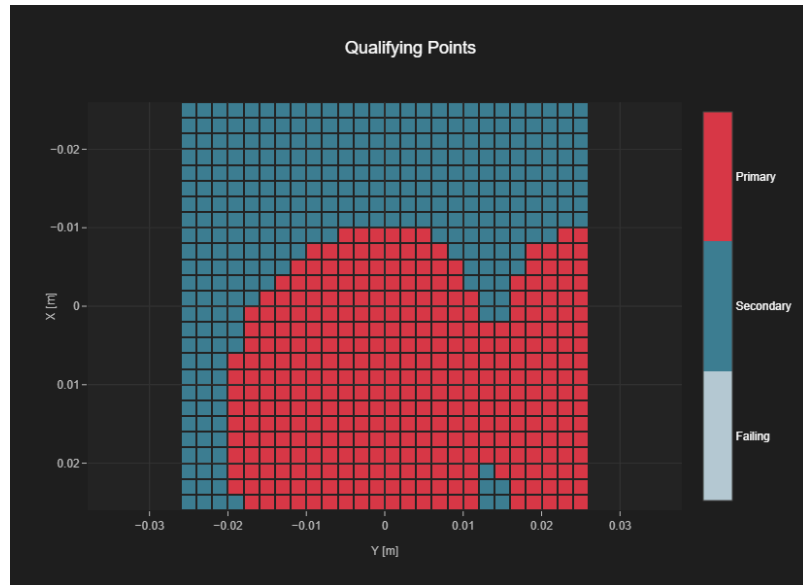 Qualifying Points
−0.02
−0.01
0
0.01
0.02
X [m]
−0.03
−0.02
−0.01
0
0.01
0.02
0.03
Y [m]
Primary
Secondary
Failing